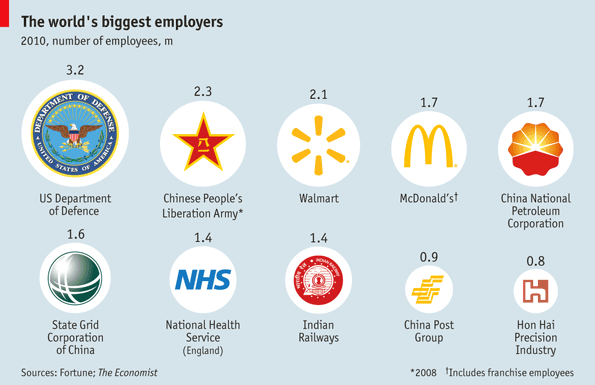 The world's biggest employers
2010, number of employees, m
3.2
2.3
2.1
1.7
1.7
DEPARTMENT OF DEFENSE
UNITED STATES OF AMERICA
US Department
of Defence
Chinese People's
Liberation Army*
Walmart
McDonald's†
China National
Petroleum
Corporation
1.6
1.4
1.4
0.9
0.8
NHS
INDIAN RAILWAYS
State Grid
Corporation
of China
National Health
Service
(England)
Indian
Railways
China Post
Group
Hon Hai
Precision
Industry
Sources: Fortune; The Economist
*2008 †Includes franchise employees